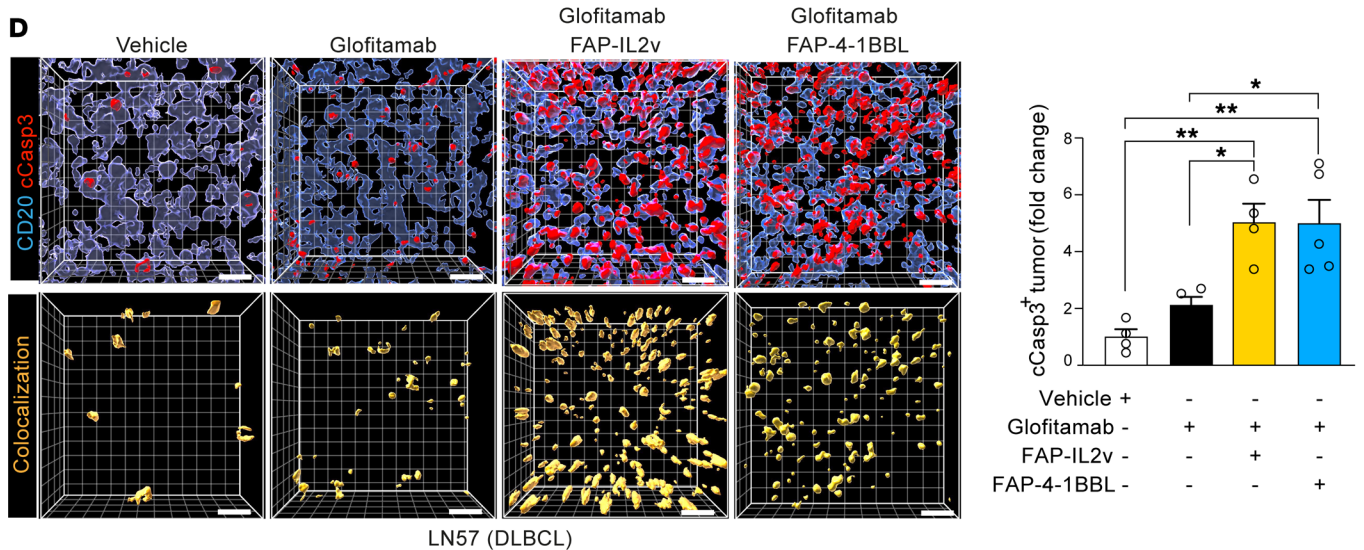 D
Vehicle
Glofitamab
Glofitamab
FAP-IL2v
Glofitamab
FAP-4-1BBL
CD20 cCasp3
Colocalization
LN57 (DLBCL)
cCasp3+ tumor (fold change)
8
6
4
2
0
*
**
**
*
Vehicle + - - -
Glofitamab - + + +
FAP-IL2v - - + -
FAP-4-1BBL - - - +